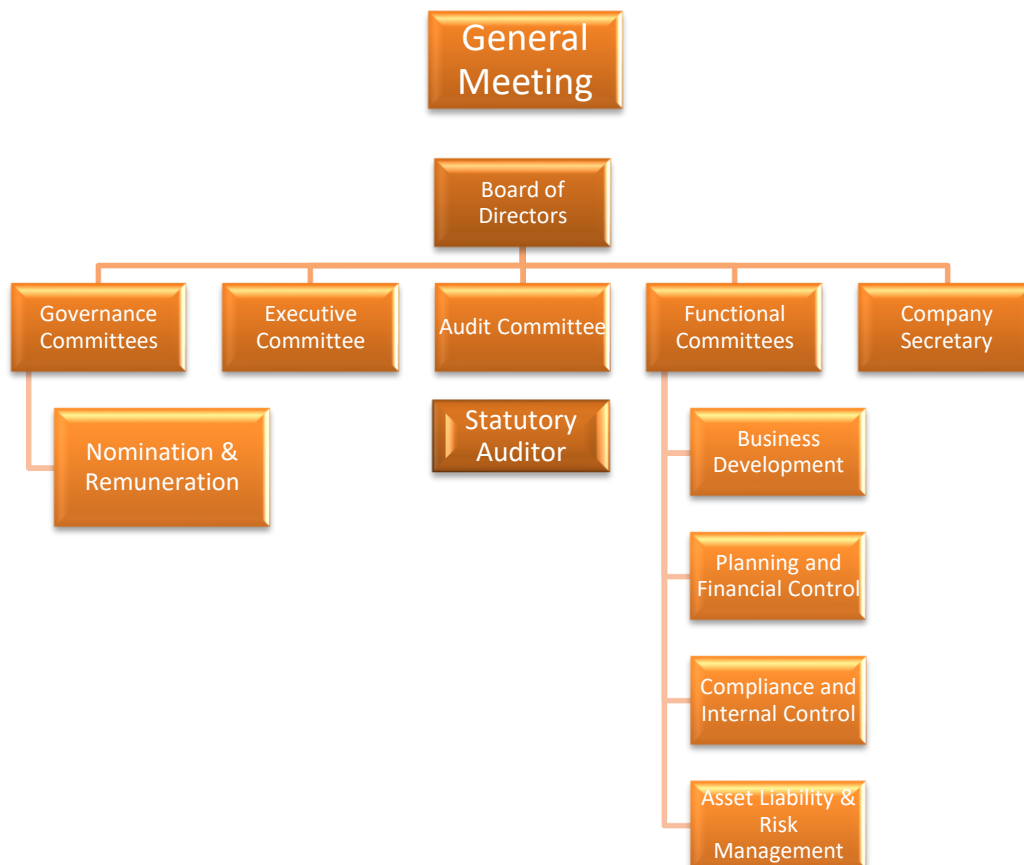 General
Meeting
Board of
Directors
Governance
Committees
Executive
Committee
Audit Committee
Functional
Committees
Company
Secretary
Nomination &
Remuneration
Statutory
Auditor
Business
Development
Planning and
Financial Control
Compliance and
Internal Control
Asset Liability &
Risk
Management